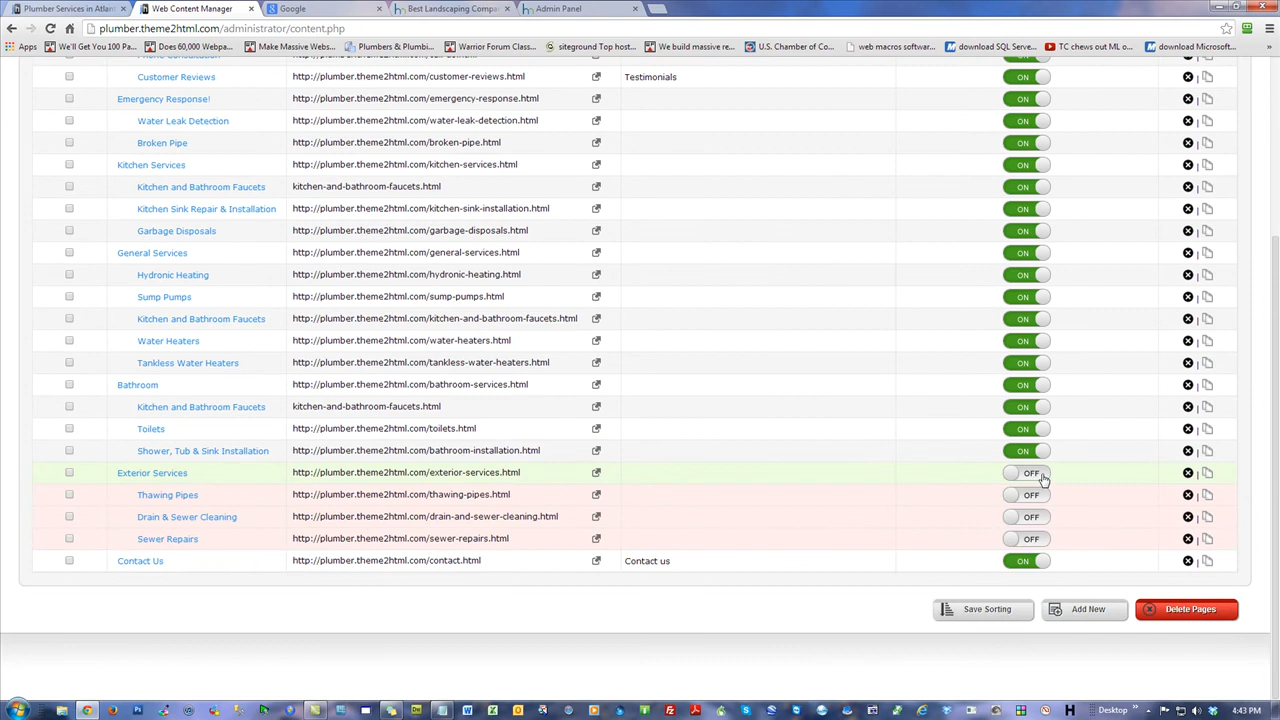 Plumber Services in Atlant
Web Content Manager
Google
Best Landscaping Compa
Admin Panel
plumber.theme2html.com/administrator/content.php
Apps
We'll Get You 100 Pa...
Does 60,000 Webpa...
Make Massive Webs...
Plumbers & Plumbi...
Warrior Forum Class...
siteground Top host...
We build massive re...
U.S. Chamber of Co...
web macros softwar...
download SQL Serve...
TC chews out ML o...
download Microsoft...
ON
Customer Reviews http://plumber.theme2html.com/customer-reviews.html Testimonials ON
Emergency Response! http://plumber.theme2html.com/emergency-response.html ON
Water Leak Detection http://plumber.theme2html.com/water-leak-detection.html ON
Broken Pipe http://plumber.theme2html.com/broken-pipe.html ON
Kitchen Services http://plumber.theme2html.com/kitchen-services.html ON
Kitchen and Bathroom Faucets kitchen-and-bathroom-faucets.html ON
Kitchen Sink Repair & Installation http://plumber.theme2html.com/kitchen-sink-installation.html ON
Garbage Disposals http://plumber.theme2html.com/garbage-disposals.html ON
General Services http://plumber.theme2html.com/general-services.html ON
Hydronic Heating http://plumber.theme2html.com/hydronic-heating.html ON
Sump Pumps http://plumber.theme2html.com/sump-pumps.html ON
Kitchen and Bathroom Faucets http://plumber.theme2html.com/kitchen-and-bathroom-faucets.html ON
Water Heaters http://plumber.theme2html.com/water-heaters.html ON
Tankless Water Heaters http://plumber.theme2html.com/tankless-water-heaters.html ON
Bathroom http://plumber.theme2html.com/bathroom-services.html ON
Kitchen and Bathroom Faucets kitchen-and-bathroom-faucets.html ON
Toilets http://plumber.theme2html.com/toilets.html ON
Shower, Tub & Sink Installation http://plumber.theme2html.com/bathroom-installation.html ON
Exterior Services http://plumber.theme2html.com/exterior-services.html OFF
Thawing Pipes http://plumber.theme2html.com/thawing-pipes.html OFF
Drain & Sewer Cleaning http://plumber.theme2html.com/drain-and-sewer-cleaning.html OFF
Sewer Repairs http://plumber.theme2html.com/sewer-repairs.html OFF
Contact Us http://plumber.theme2html.com/contact.html Contact us ON
Save Sorting
Add New
Delete Pages
Desktop
4:43 PM